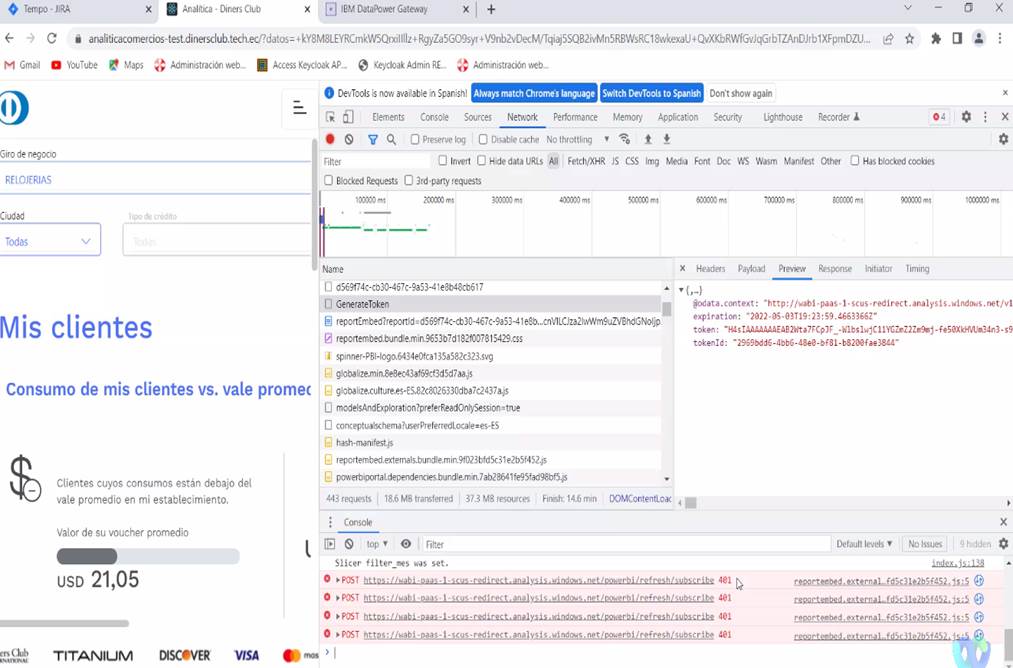 Tempo - JIRA
Analítica - Diners Club
IBM DataPower Gateway
analiticacomercios-test.dinersclub.tech.ec/?datos=
Gmail YouTube Maps Administración web... Access Keycloak AP... Keycloak Admin RE... Administración web...
DevTools is now available in Spanish! Always match Chrome's language Switch DevTools to Spanish Don't show again
Elements Console Sources Network Performance Memory Application Security Lighthouse Recorder 4
Preserve log Disable cache No throttling
Filter Invert Hide data URLs All Fetch/XHR JS CSS Img Media Font Doc WS Wasm Manifest Other Has blocked cookies
Blocked Requests 3rd-party requests
100000 ms 200000 ms 300000 ms 400000 ms 500000 ms 600000 ms 700000 ms 800000 ms 900000 ms 1000000 ms
Giro de negocio
RELOJERIAS
Ciudad
Todas
Tipo de crédito
Todas
Mis clientes
Consumo de mis clientes vs. vale promed
Clientes cuyos consumos están debajo del
vale promedio en mi establecimiento.
Valor de su voucher promedio
USD 21,05
TITANIUM DISCOVER VISA mas
Name
d569f74c-cb30-467c-9a53-41e8b48cb617
GenerateToken
reportEmbed?reportId=d569f74c-cb30-467c-9a53-41e8b...
reportembed.bundle.min.9653b7d182f007815429.css
spinner-PBI-logo.6434e0fca135a582c323.svg
globalize.min.8e8ec43af69cf3d5d7aa.js
globalize.culture.es-ES.82c8026330dba7c2437a.js
modelsAndExploration?preferReadOnlySession=true
conceptualschema?userPreferredLocale=es-ES
hash-manifest.js
reportembed.externals.bundle.min.9f023bfd5c31e2b5f452.js
powerbiportal.dependencies.bundle.min.7ab28641fe95fad98bf5.js
443 requests 18.6 MB transferred 37.3 MB resources Finish: 14.6 min DOMContentLoad
Headers Payload Preview Response Initiator Timing
{,…}
@odata.context: "http://wabi-paas-1-scus-redirect.analysis.windows.net/v1
expiration: "2022-05-03T19:23:59.4663366Z"
token:
tokenId: "2969bdd6-4bb6-48e0-bf81-b8200fae3844"
Console
top Filter Default levels No Issues 9 hidden
Slicer filter_mes was set. index.js:138
POST https://wabi-paas-1-scus-redirect.analysis.windows.net/powerbi/refresh/subscribe 401 reportembed.external…fd5c31e2b5f452.js:5
POST https://wabi-paas-1-scus-redirect.analysis.windows.net/powerbi/refresh/subscribe 401 reportembed.external…fd5c31e2b5f452.js:5
POST https://wabi-paas-1-scus-redirect.analysis.windows.net/powerbi/refresh/subscribe 401 reportembed.external…fd5c31e2b5f452.js:5
POST https://wabi-paas-1-scus-redirect.analysis.windows.net/powerbi/refresh/subscribe 401 reportembed.external…fd5c31e2b5f452.js:5